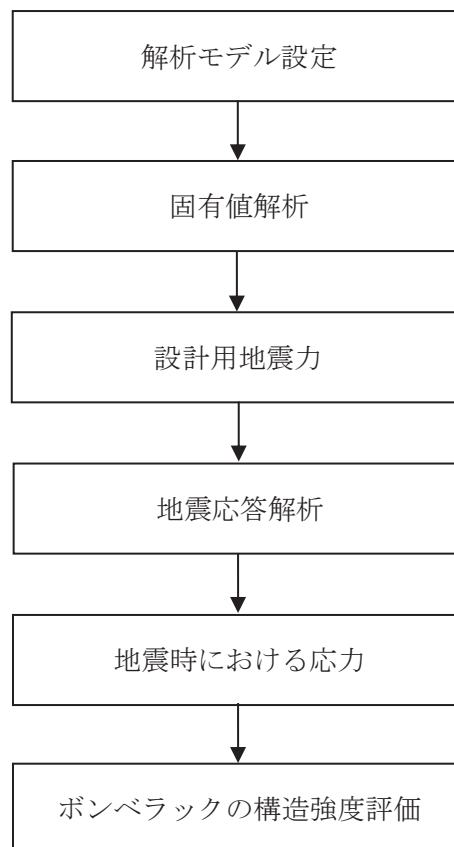 解析モデル設定
固有値解析
設計用地震力
地震応答解析
地震時における応力
ボンベラックの構造強度評価